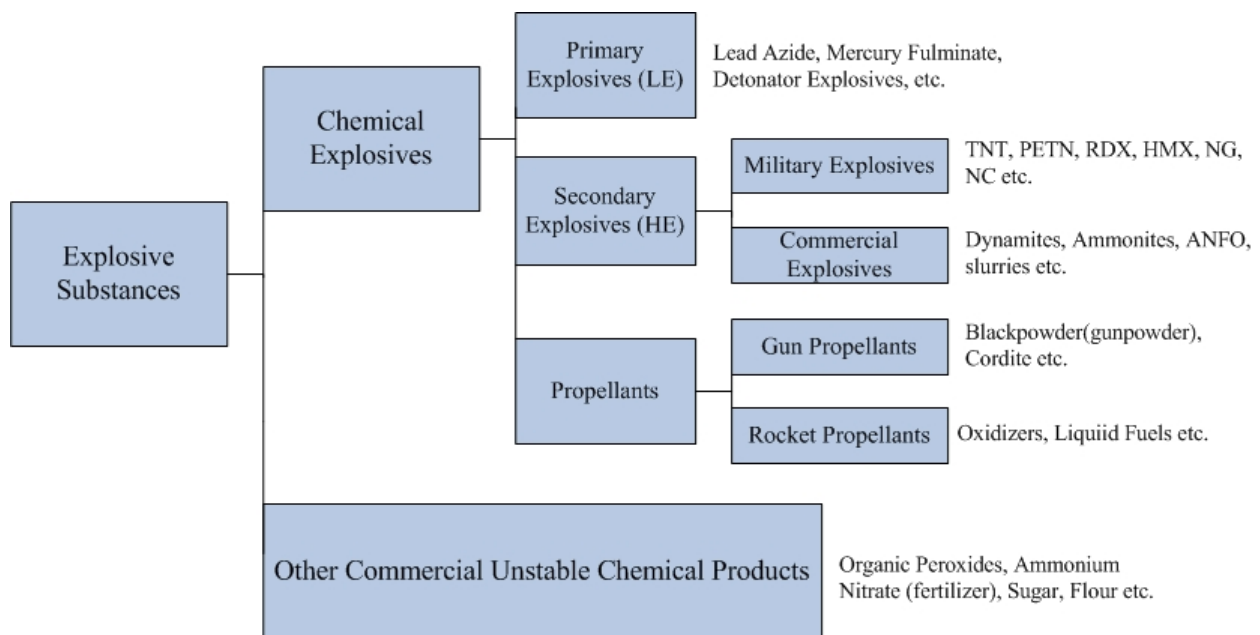 Explosive
Substances
Chemical
Explosives
Primary
Explosives (LE)
Lead Azide, Mercury Fulminate,
Detonator Explosives, etc.
Secondary
Explosives (HE)
Military Explosives
TNT, PETN, RDX, HMX, NG,
NC etc.
Commercial
Explosives
Dynamites, Ammonites, ANFO,
slurries etc.
Propellants
Gun Propellants
Blackpowder(gunpowder),
Cordite etc.
Rocket Propellants
Oxidizers, Liquiid Fuels etc.
Other Commercial Unstable Chemical Products
Organic Peroxides, Ammonium
Nitrate (fertilizer), Sugar, Flour etc.